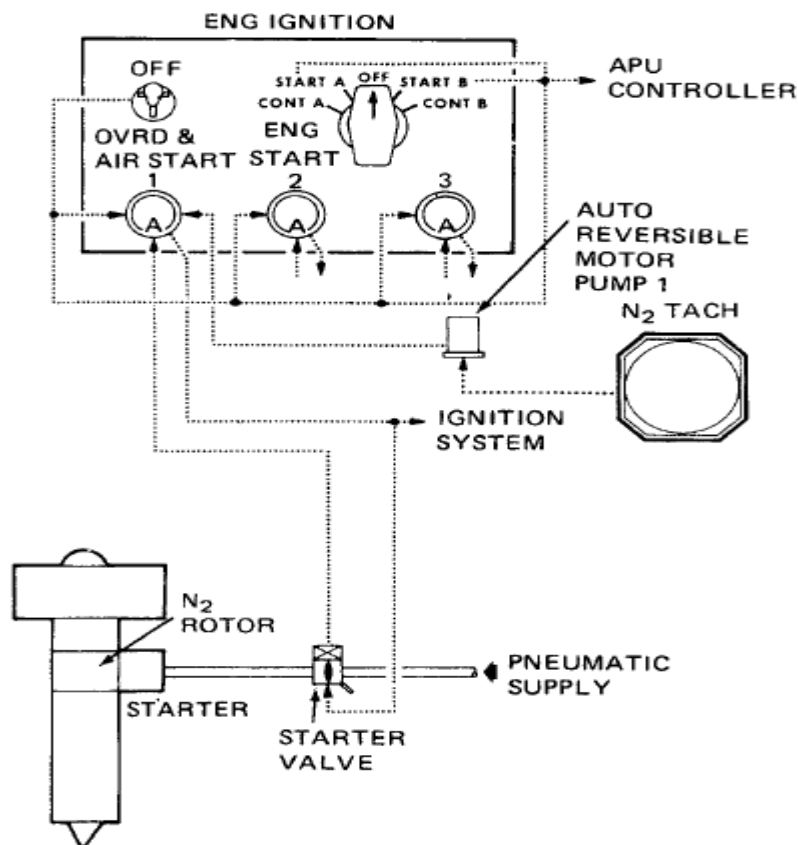 ENG IGNITION
OFF
OVRD &
AIR START
START A
OFF
START B
CONT A
CONT B
ENG
START
APU
CONTROLLER
1
2
3
A
A
A
AUTO
REVERSIBLE
MOTOR
PUMP 1
N2 TACH
IGNITION
SYSTEM
N2
ROTOR
STARTER
STARTER
VALVE
PNEUMATIC
SUPPLY